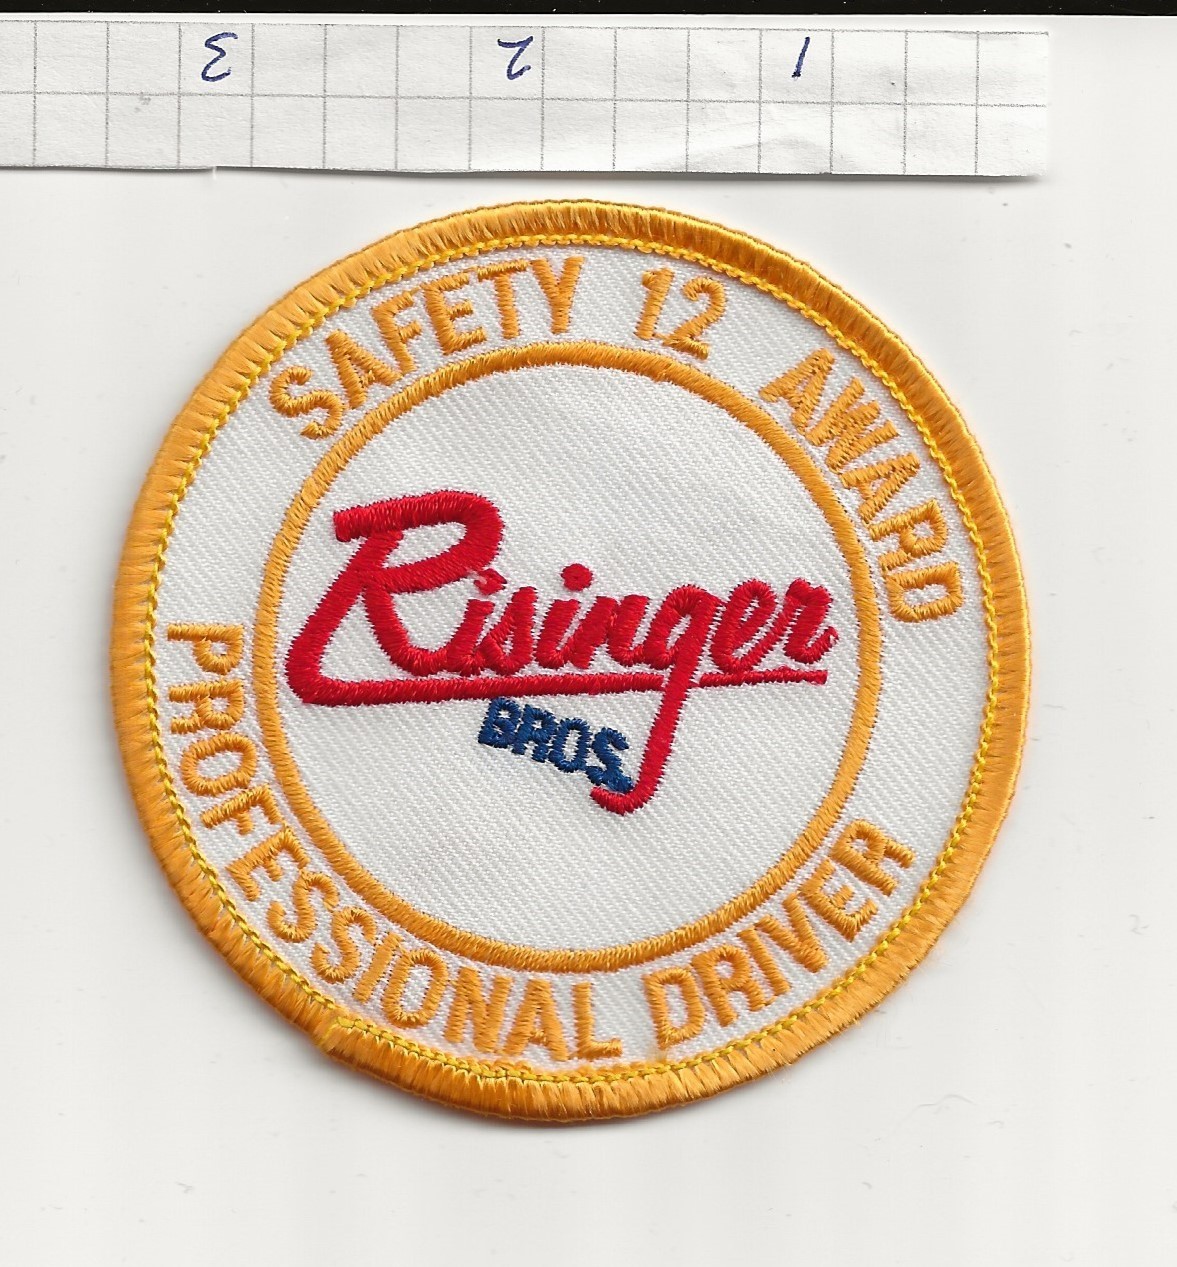 3 2 1
SAFETY 12 AWARD
Risinger
BROS.
PROFESSIONAL DRIVER